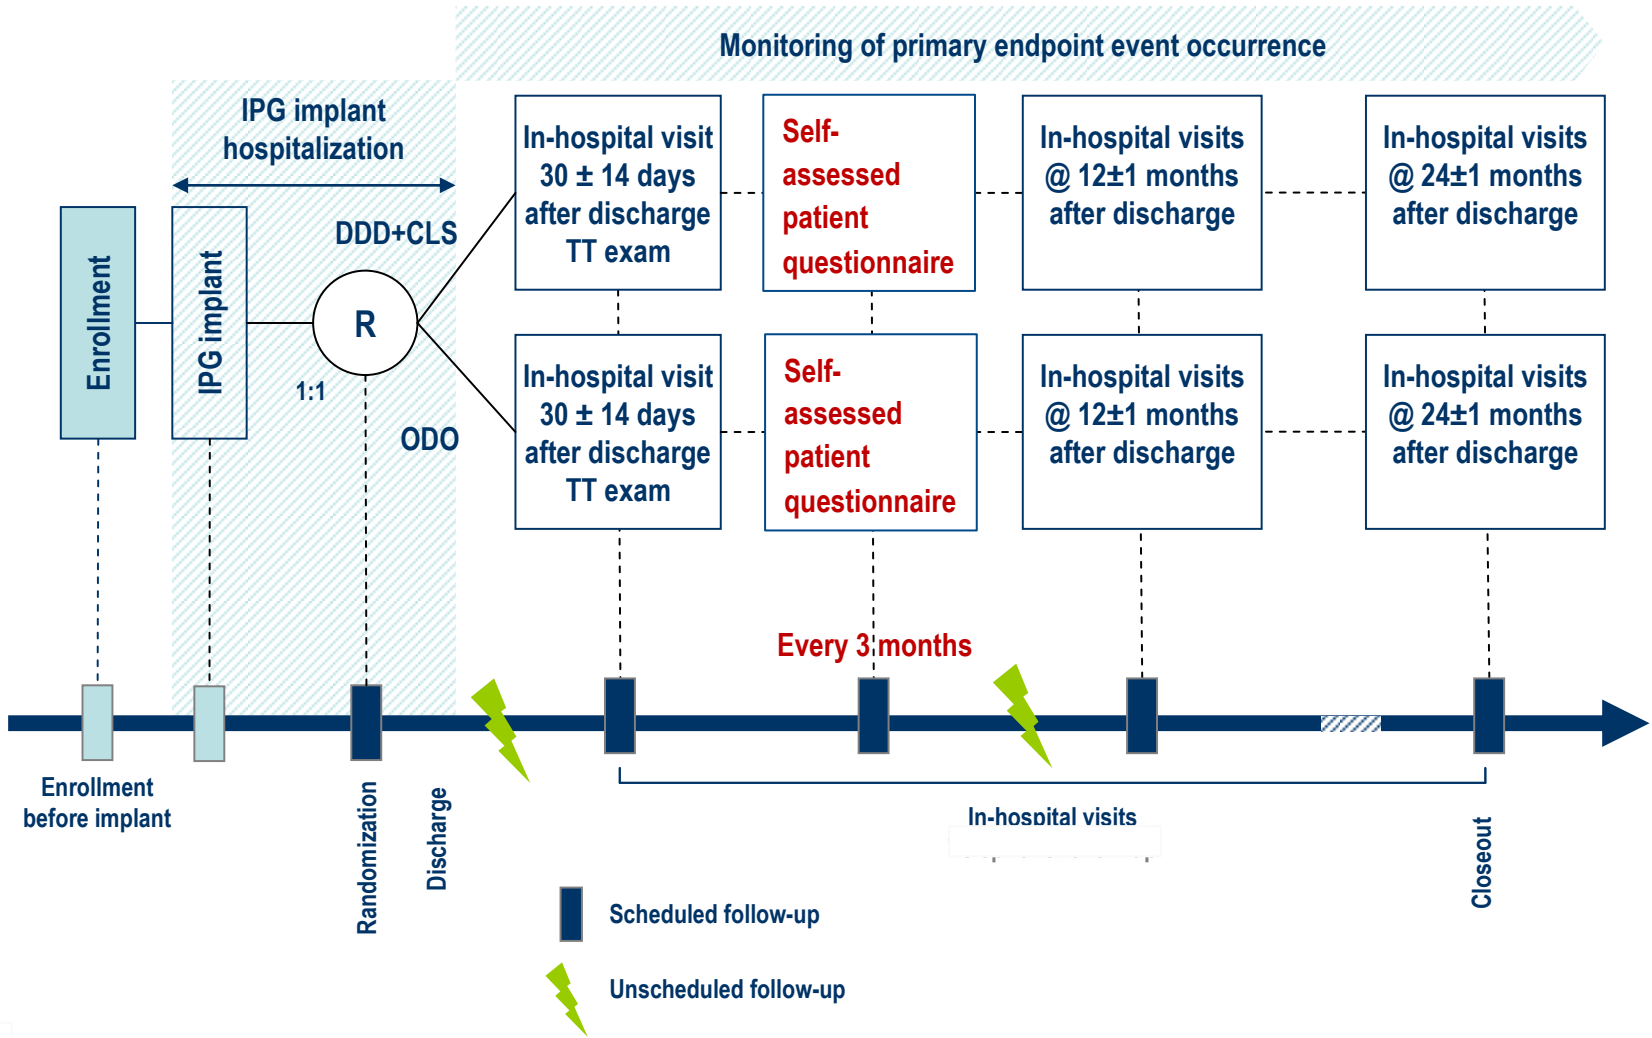 Monitoring of primary endpoint event occurrence
IPG implant
hospitalization
Enrollment
IPG implant
R
1:1
DDD+CLS
ODO
In-hospital visit
30 ± 14 days
after discharge
TT exam
Self-
assessed
patient
questionnaire
In-hospital visits
@ 12±1 months
after discharge
In-hospital visits
@ 24±1 months
after discharge
In-hospital visit
30 ± 14 days
after discharge
TT exam
Self-
assessed
patient
questionnaire
In-hospital visits
@ 12±1 months
after discharge
In-hospital visits
@ 24±1 months
after discharge
Every 3 months
Enrollment
before implant
Randomization
Discharge
In-hospital visits
Closeout
Scheduled follow-up
Unscheduled follow-up